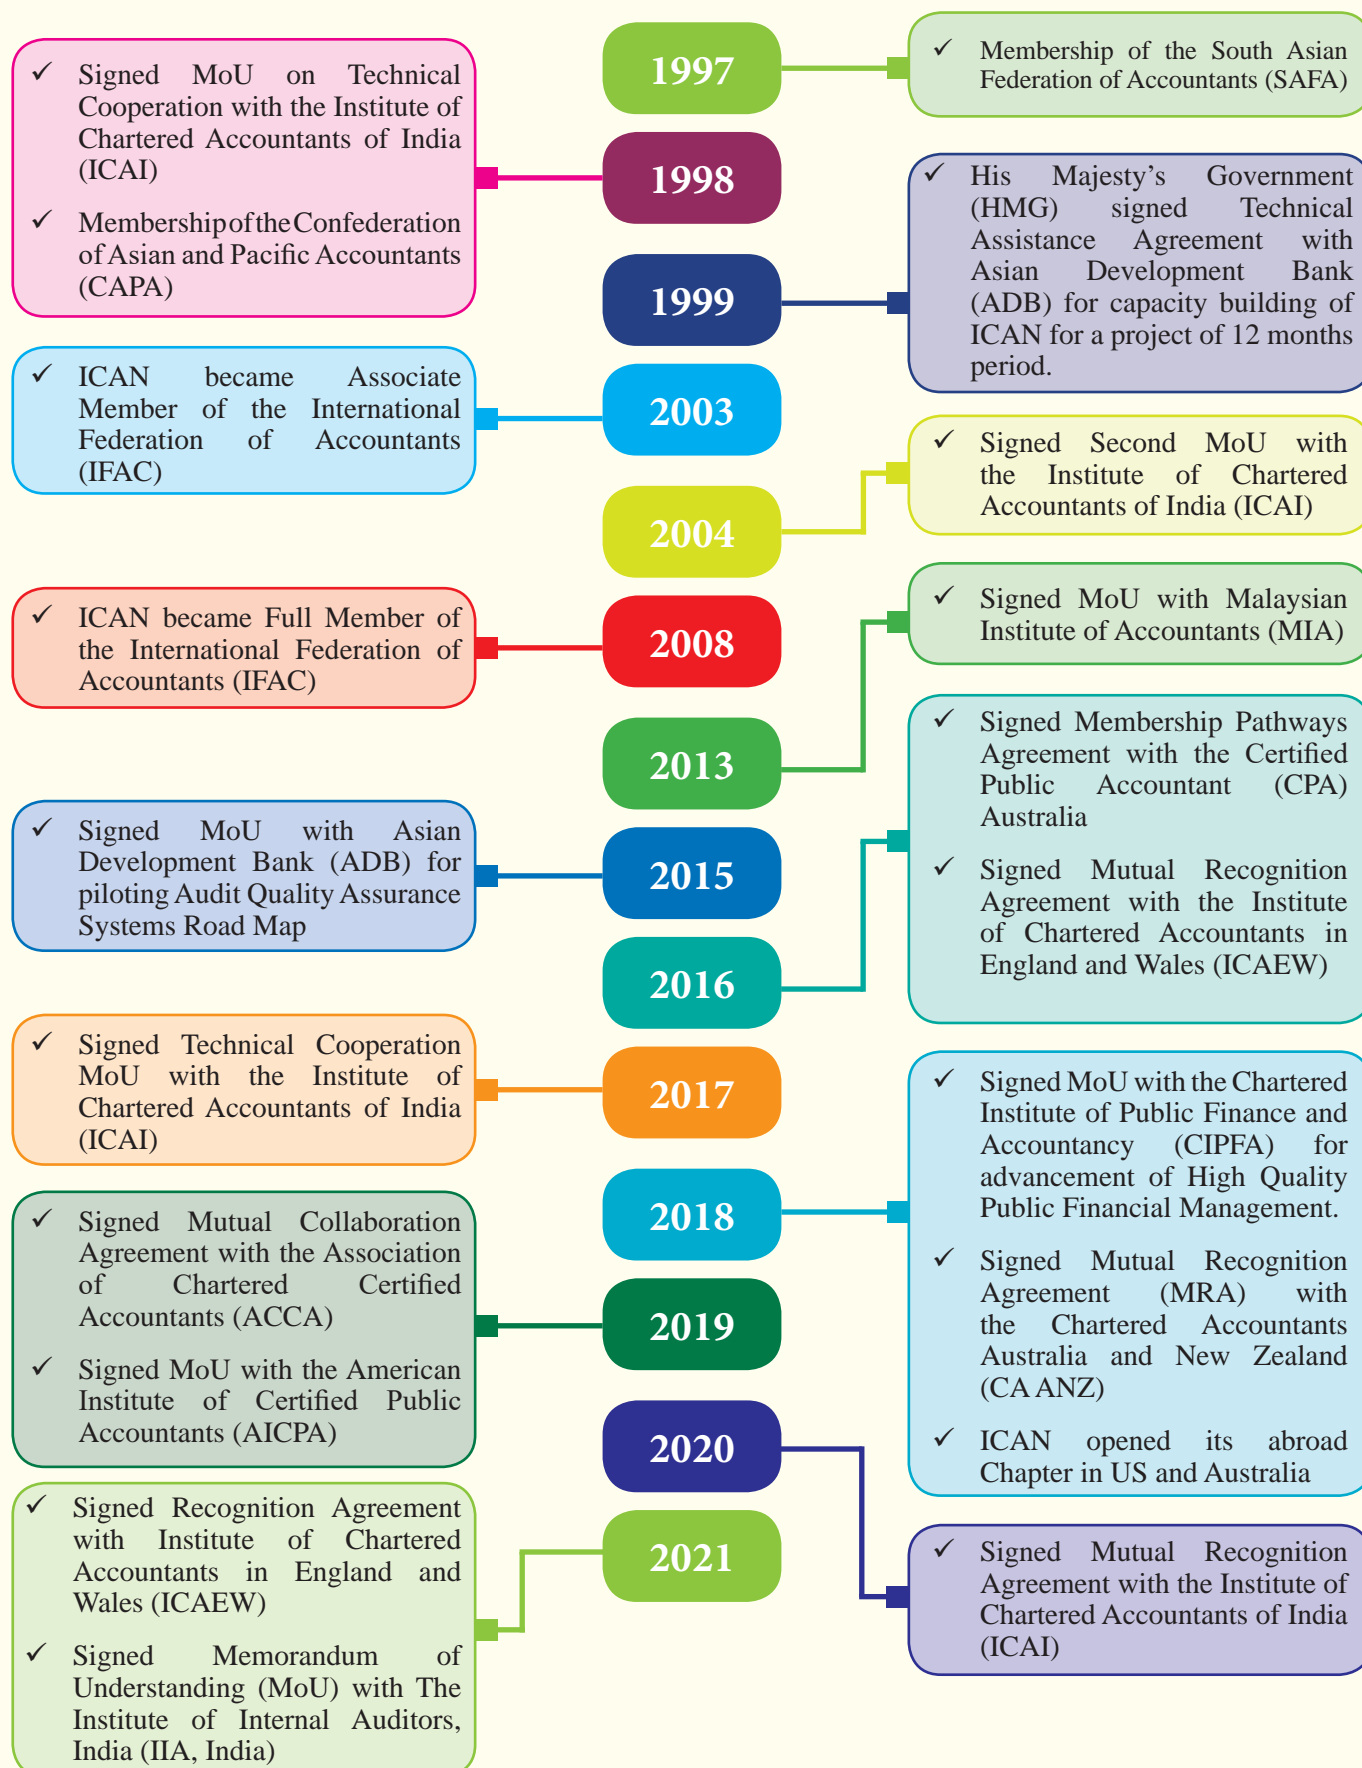 1997
✓ Membership of the South Asian
Federation of Accountants (SAFA)
1998
✓ Signed MoU on Technical
Cooperation with the Institute of
Chartered Accountants of India
(ICAI)
✓ Membership of the Confederation
of Asian and Pacific Accountants
(CAPA)
1999
✓ His Majesty’s Government
(HMG) signed Technical
Assistance Agreement with
Asian Development Bank
(ADB) for capacity building of
ICAN for a project of 12 months
period.
2003
✓ ICAN became Associate
Member of the International
Federation of Accountants
(IFAC)
2004
✓ Signed Second MoU with
the Institute of Chartered
Accountants of India (ICAI)
2008
✓ ICAN became Full Member of
the International Federation of
Accountants (IFAC)
2013
✓ Signed MoU with Malaysian
Institute of Accountants (MIA)
2015
✓ Signed MoU with Asian
Development Bank (ADB) for
piloting Audit Quality Assurance
Systems Road Map
2016
✓ Signed Membership Pathways
Agreement with the Certified
Public Accountant (CPA)
Australia
✓ Signed Mutual Recognition
Agreement with the Institute
of Chartered Accountants in
England and Wales (ICAEW)
2017
✓ Signed Technical Cooperation
MoU with the Institute of
Chartered Accountants of India
(ICAI)
2018
✓ Signed MoU with the Chartered
Institute of Public Finance and
Accountancy (CIPFA) for
advancement of High Quality
Public Financial Management.
✓ Signed Mutual Recognition
Agreement (MRA) with
the Chartered Accountants
Australia and New Zealand
(CA ANZ)
✓ ICAN opened its abroad
Chapter in US and Australia
2019
✓ Signed Mutual Collaboration
Agreement with the Association
of Chartered Certified
Accountants (ACCA)
✓ Signed MoU with the American
Institute of Certified Public
Accountants (AICPA)
2020
✓ Signed Mutual Recognition
Agreement with the Institute of
Chartered Accountants of India
(ICAI)
2021
✓ Signed Recognition Agreement
with Institute of Chartered
Accountants in England and
Wales (ICAEW)
✓ Signed Memorandum of
Understanding (MoU) with The
Institute of Internal Auditors,
India (IIA, India)